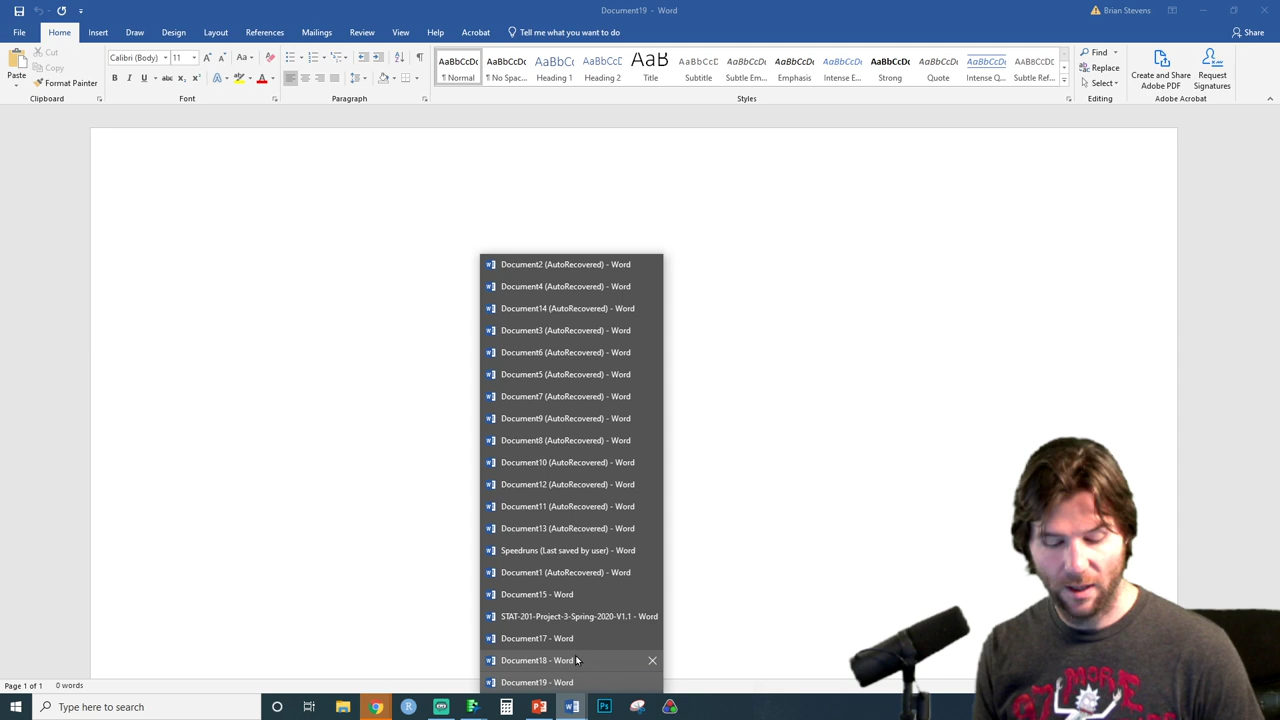 Document19 - Word
Brian Stevens
File Home Insert Draw Design Layout References Mailings Review View Help Acrobat Tell me what you want to do Share
Paste
Cut
Copy
Format Painter
Clipboard
Calibri (Body) 11
Font
Paragraph
AaBbCcDc AaBbCcDc AaBbCc AaBbCcC AaB AaBbCcC AaBbCcDc AaBbCcDc AaBbCcDc AaBbCcDc AaBbCcDc AaBbCcDc AaBbCcDc
¶ Normal ¶ No Spac... Heading 1 Heading 2 Title Subtitle Subtle Em... Emphasis Intense E... Strong Quote Intense Q... Subtle Ref...
Styles
Find
Replace
Select
Editing
Create and Share
Adobe PDF
Request
Signatures
Adobe Acrobat
Document2 (AutoRecovered) - Word
Document4 (AutoRecovered) - Word
Document14 (AutoRecovered) - Word
Document3 (AutoRecovered) - Word
Document6 (AutoRecovered) - Word
Document5 (AutoRecovered) - Word
Document7 (AutoRecovered) - Word
Document9 (AutoRecovered) - Word
Document8 (AutoRecovered) - Word
Document10 (AutoRecovered) - Word
Document12 (AutoRecovered) - Word
Document11 (AutoRecovered) - Word
Document13 (AutoRecovered) - Word
Speedruns (Last saved by user) - Word
Document1 (AutoRecovered) - Word
Document15 - Word
STAT-201-Project-3-Spring-2020-V1.1 - Word
Document17 - Word
Document18 - Word
Document19 - Word
Page 1 of 1 0 words
Type here to search